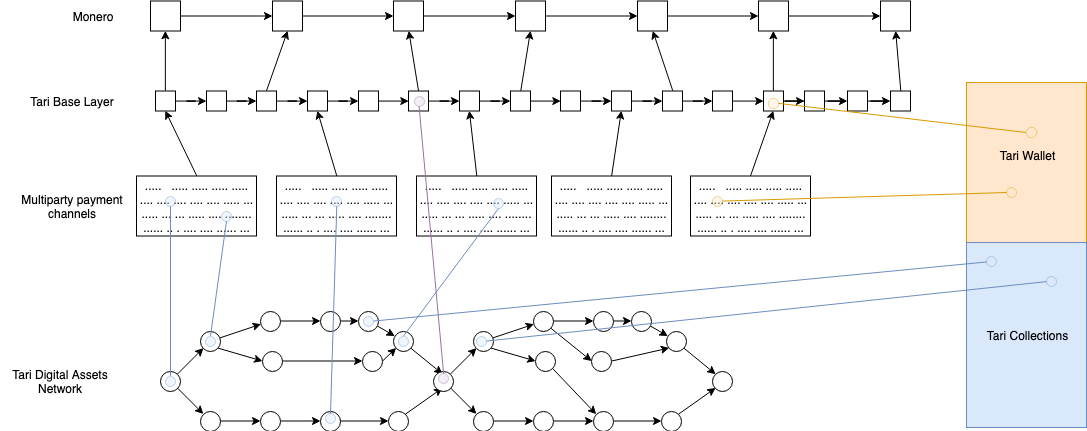 Monero
Tari Base Layer
Tari Wallet
Multiparty payment
channels
Tari Collections
Tari Digital Assets
Network